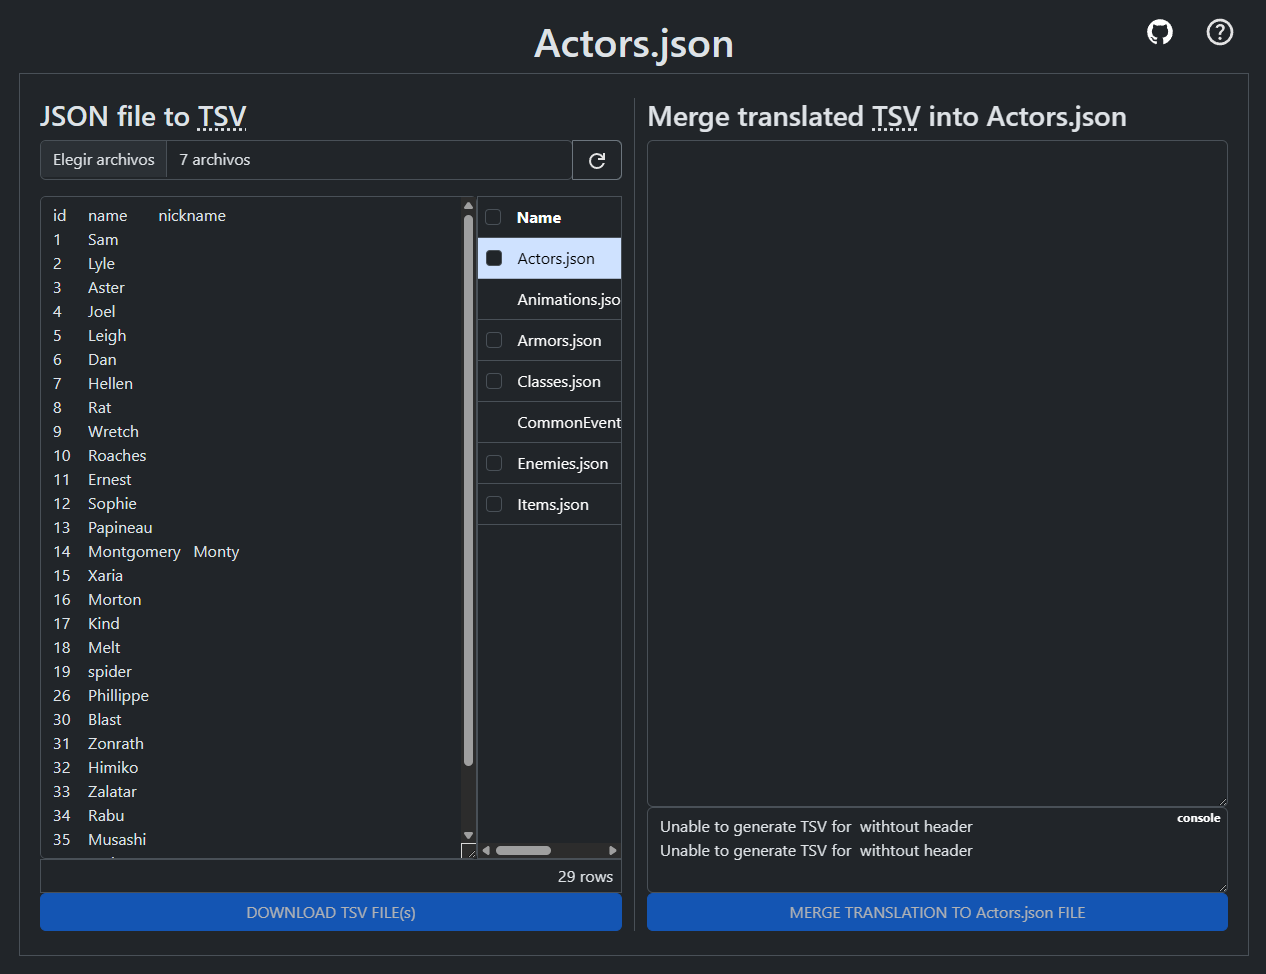 Actors.json
JSON file to TSV
Elegir archivos 7 archivos
id name nickname
1 Sam
2 Lyle
3 Aster
4 Joel
5 Leigh
6 Dan
7 Hellen
8 Rat
9 Wretch
10 Roaches
11 Ernest
12 Sophie
13 Papineau
14 Montgomery Monty
15 Xaria
16 Morton
17 Kind
18 Melt
19 spider
26 Phillippe
30 Blast
31 Zonrath
32 Himiko
33 Zalatar
34 Rabu
35 Musashi
Name
Actors.json
Animations.jso
Armors.json
Classes.json
CommonEvent
Enemies.json
Items.json
29 rows
DOWNLOAD TSV FILE(s)
Merge translated TSV into Actors.json
console
Unable to generate TSV for withtout header
Unable to generate TSV for withtout header
MERGE TRANSLATION TO Actors.json FILE